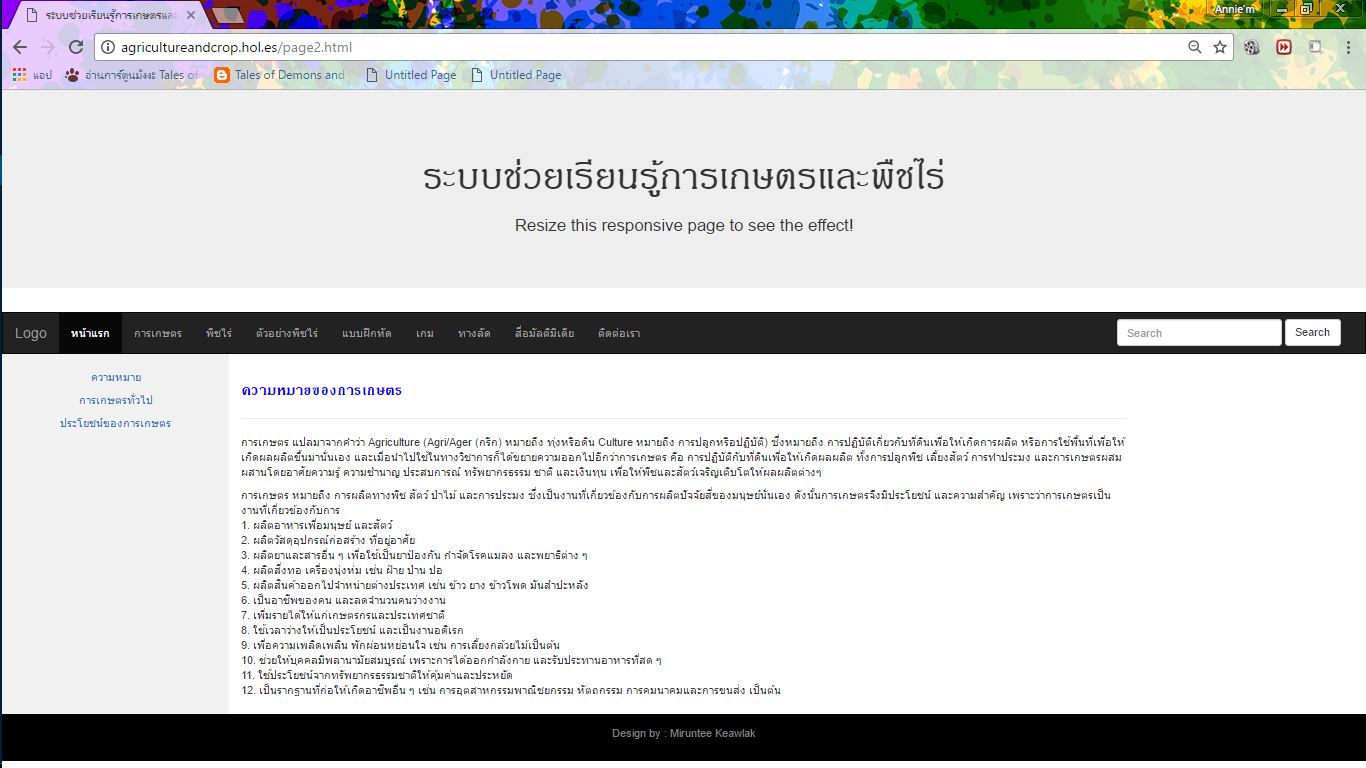 ระบบช่วยเรียนรู้การเกษตรและ
Annie'm
agricultureandcrop.hol.es/page2.html
แอป อ่านการ์ตูนมังงะ Tales of Tales of Demons and Untitled Page Untitled Page
ระบบช่วยเรียนรู้การเกษตรและพืชไร่
Resize this responsive page to see the effect!
Logo หน้าแรก การเกษตร พืชไร่ ตัวอย่างพืชไร่ แบบฝึกหัด เกม ทางลัด สื่อมัลติมีเดีย ติดต่อเรา Search Search
ความหมาย
การเกษตรทั่วไป
ประโยชน์ของการเกษตร
ความหมายของการเกษตร
การเกษตร แปลมาจากคำว่า Agriculture (Agri/Ager (กรีก) หมายถึง ทุ่งหรือดิน Culture หมายถึง การปลูกหรือปฏิบัติ) ซึ่งหมายถึง การปฏิบัติเกี่ยวกับที่ดินเพื่อให้เกิดการผลิต หรือการใช้พื้นที่เพื่อให้
เกิดผลผลิตขึ้นมานั่นเอง และเมื่อนำไปใช้ในทางวิชาการก็ได้ขยายความออกไปอีกว่าการเกษตร คือ การปฏิบัติกับที่ดินเพื่อให้เกิดผลผลิต ทั้งการปลูกพืช เลี้ยงสัตว์ การทำประมง และการเกษตรผสม
ผสานโดยอาศัยความรู้ ความชำนาญ ประสบการณ์ ทรัพยากรธรรม ชาติ และเงินทุน เพื่อให้พืชและสัตว์เจริญเติบโตให้ผลผลิตต่างๆ
การเกษตร หมายถึง การผลิตทางพืช สัตว์ ป่าไม้ และการประมง ซึ่งเป็นงานที่เกี่ยวข้องกับการผลิตปัจจัยสี่ของมนุษย์นั่นเอง ดังนั้นการเกษตรจึงมีประโยชน์ และความสำคัญ เพราะว่าการเกษตรเป็น
งานที่เกี่ยวข้องกับการ
1. ผลิตอาหารเพื่อมนุษย์ และสัตว์
2. ผลิตวัสดุอุปกรณ์ก่อสร้าง ที่อยู่อาศัย
3. ผลิตยาและสารอื่น ๆ เพื่อใช้เป็นยาป้องกัน กำจัดโรคแมลง และพยาธิต่าง ๆ
4. ผลิตสิ่งทอ เครื่องนุ่งห่ม เช่น ฝ้าย ป่าน ปอ
5. ผลิตสินค้าออกไปจำหน่ายต่างประเทศ เช่น ข้าว ยาง ข้าวโพด มันสำปะหลัง
6. เป็นอาชีพของคน และลดจำนวนคนว่างงาน
7. เพิ่มรายได้ให้แก่เกษตรกรและประเทศชาติ
8. ใช้เวลาว่างให้เป็นประโยชน์ และเป็นงานอดิเรก
9. เพื่อความเพลิดเพลิน พักผ่อนหย่อนใจ เช่น การเลี้ยงกล้วยไม้เป็นต้น
10. ช่วยให้บุคคลมีพลานามัยสมบูรณ์ เพราะการได้ออกกำลังกาย และรับประทานอาหารที่สด ๆ
11. ใช้ประโยชน์จากทรัพยากรธรรมชาติให้คุ้มค่าและประหยัด
12. เป็นรากฐานที่ก่อให้เกิดอาชีพอื่น ๆ เช่น การอุตสาหกรรมพาณิชยกรรม หัตถกรรม การคมนาคมและการขนส่ง เป็นต้น
Design by : Miruntee Keawlak